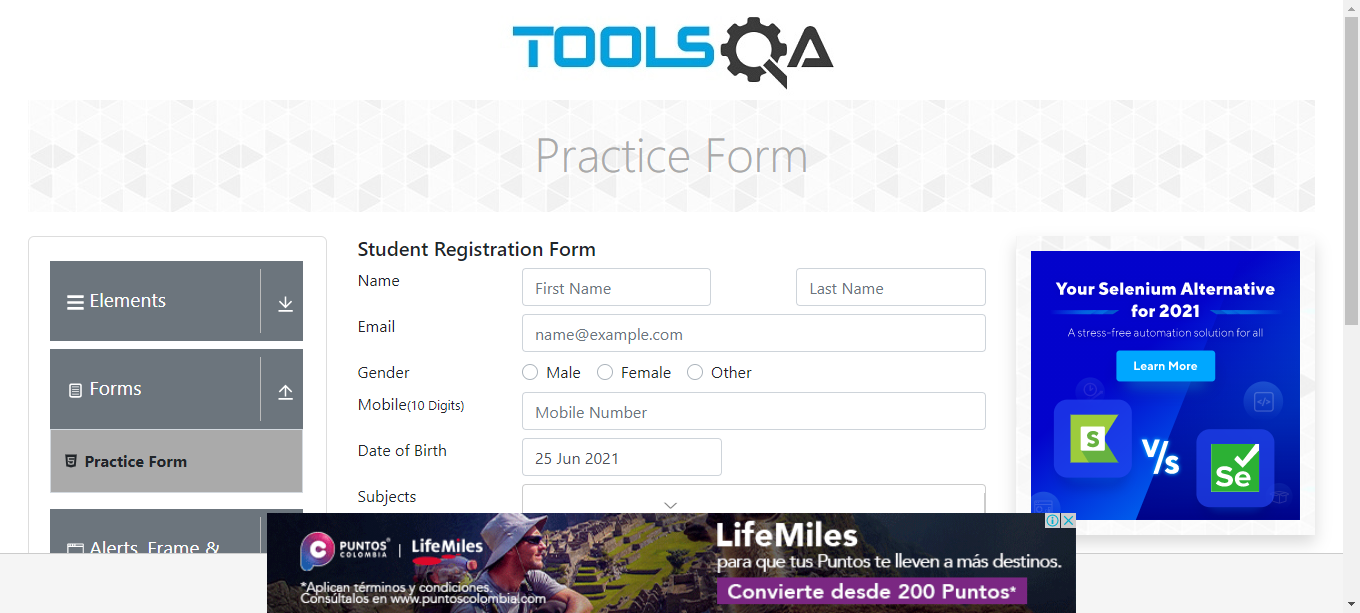 TOOLSQA
Practice Form
Elements
Forms
Practice Form
Alerts, Frame &
Student Registration Form
Name
First Name
Last Name
Email
name@example.com
Gender
Male
Female
Other
Mobile(10 Digits)
Mobile Number
Date of Birth
25 Jun 2021
Subjects
Your Selenium Alternative
for 2021
A stress-free automation solution for all
Learn More
S
V/s
Se
PUNTOS
COLOMBIA
LifeMiles
*Aplican términos y condiciones.
Consúltalos en www.puntoscolombia.com
LifeMiles
para que tus Puntos te lleven a más destinos.
Convierte desde 200 Puntos*